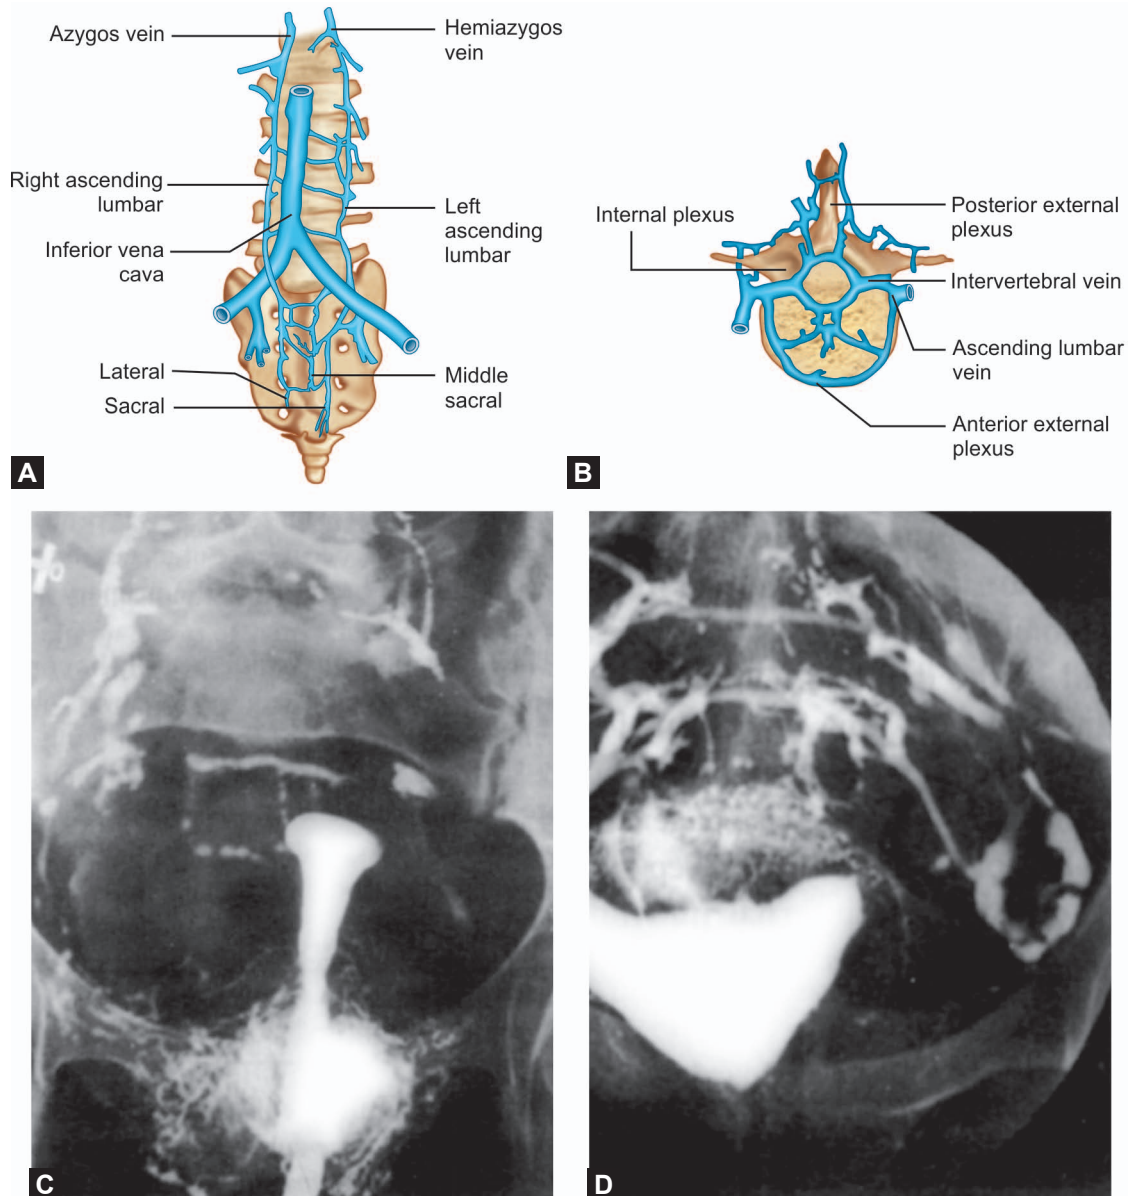 Azygos vein
Hemiazygos
vein
Right ascending
lumbar
Left
ascending
lumbar
Inferior vena
cava
Lateral
Middle
sacral
Sacral
A
Internal plexus
Posterior external
plexus
Intervertebral vein
Ascending lumbar
vein
Anterior external
plexus
B
C
D